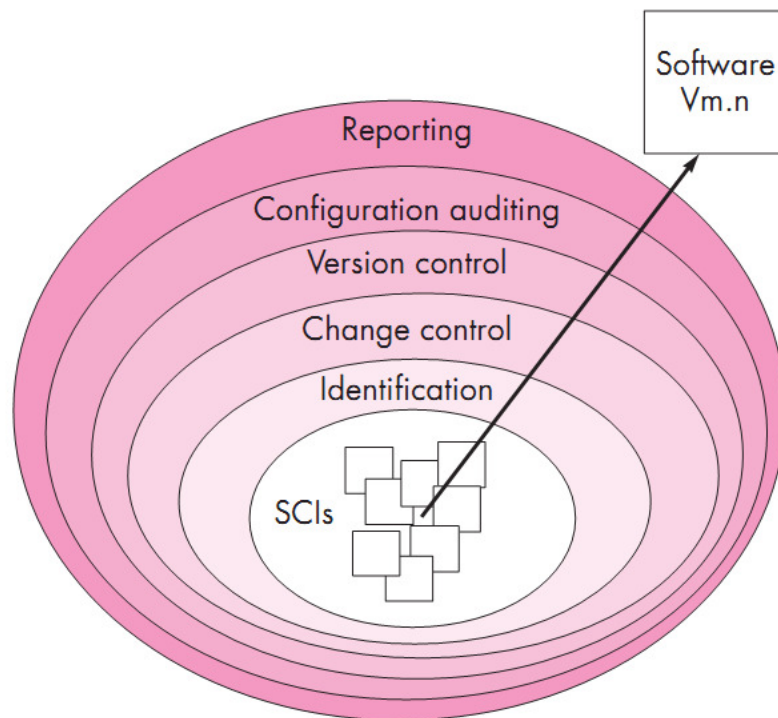 Software
Vm.n
Reporting
Configuration auditing
Version control
Change control
Identification
SCIs